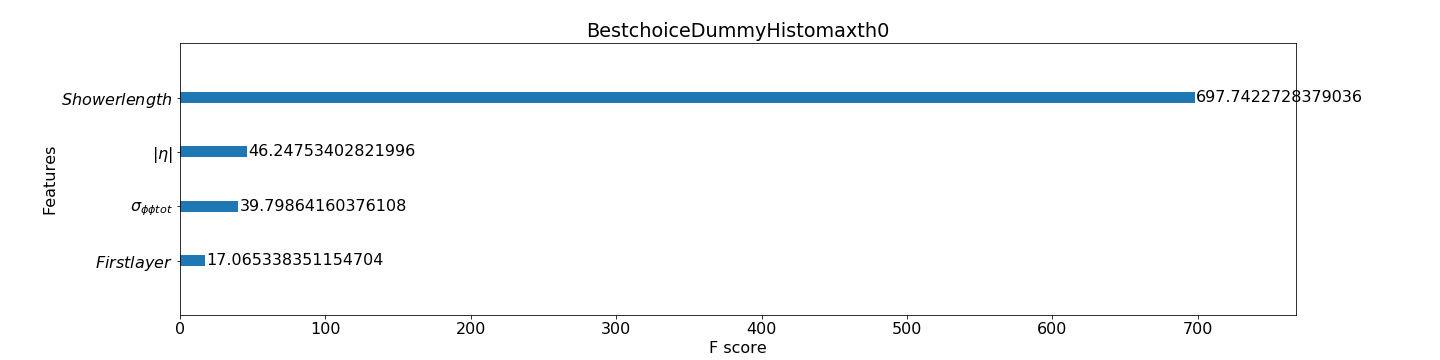 BestchoiceDummyHistomaxth0
Features
Showerlength
697.7422728379036
|η|
46.24753402821996
σϕϕtot
39.79864160376108
Firstlayer
17.065338351154704
0 100 200 300 400 500 600 700
F score